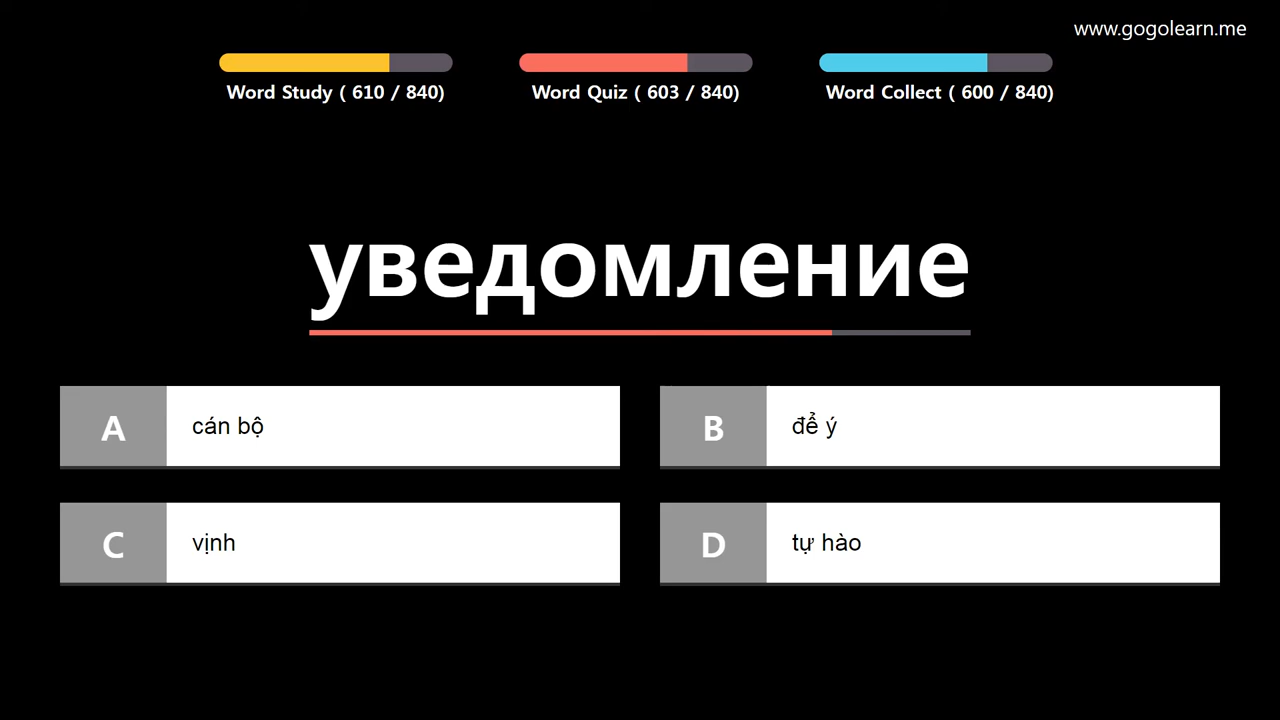 www.gogolearn.me
Word Study ( 610 / 840)
Word Quiz ( 603 / 840)
Word Collect ( 600 / 840)
уведомление
A cán bộ
B để ý
C vịnh
D tự hào